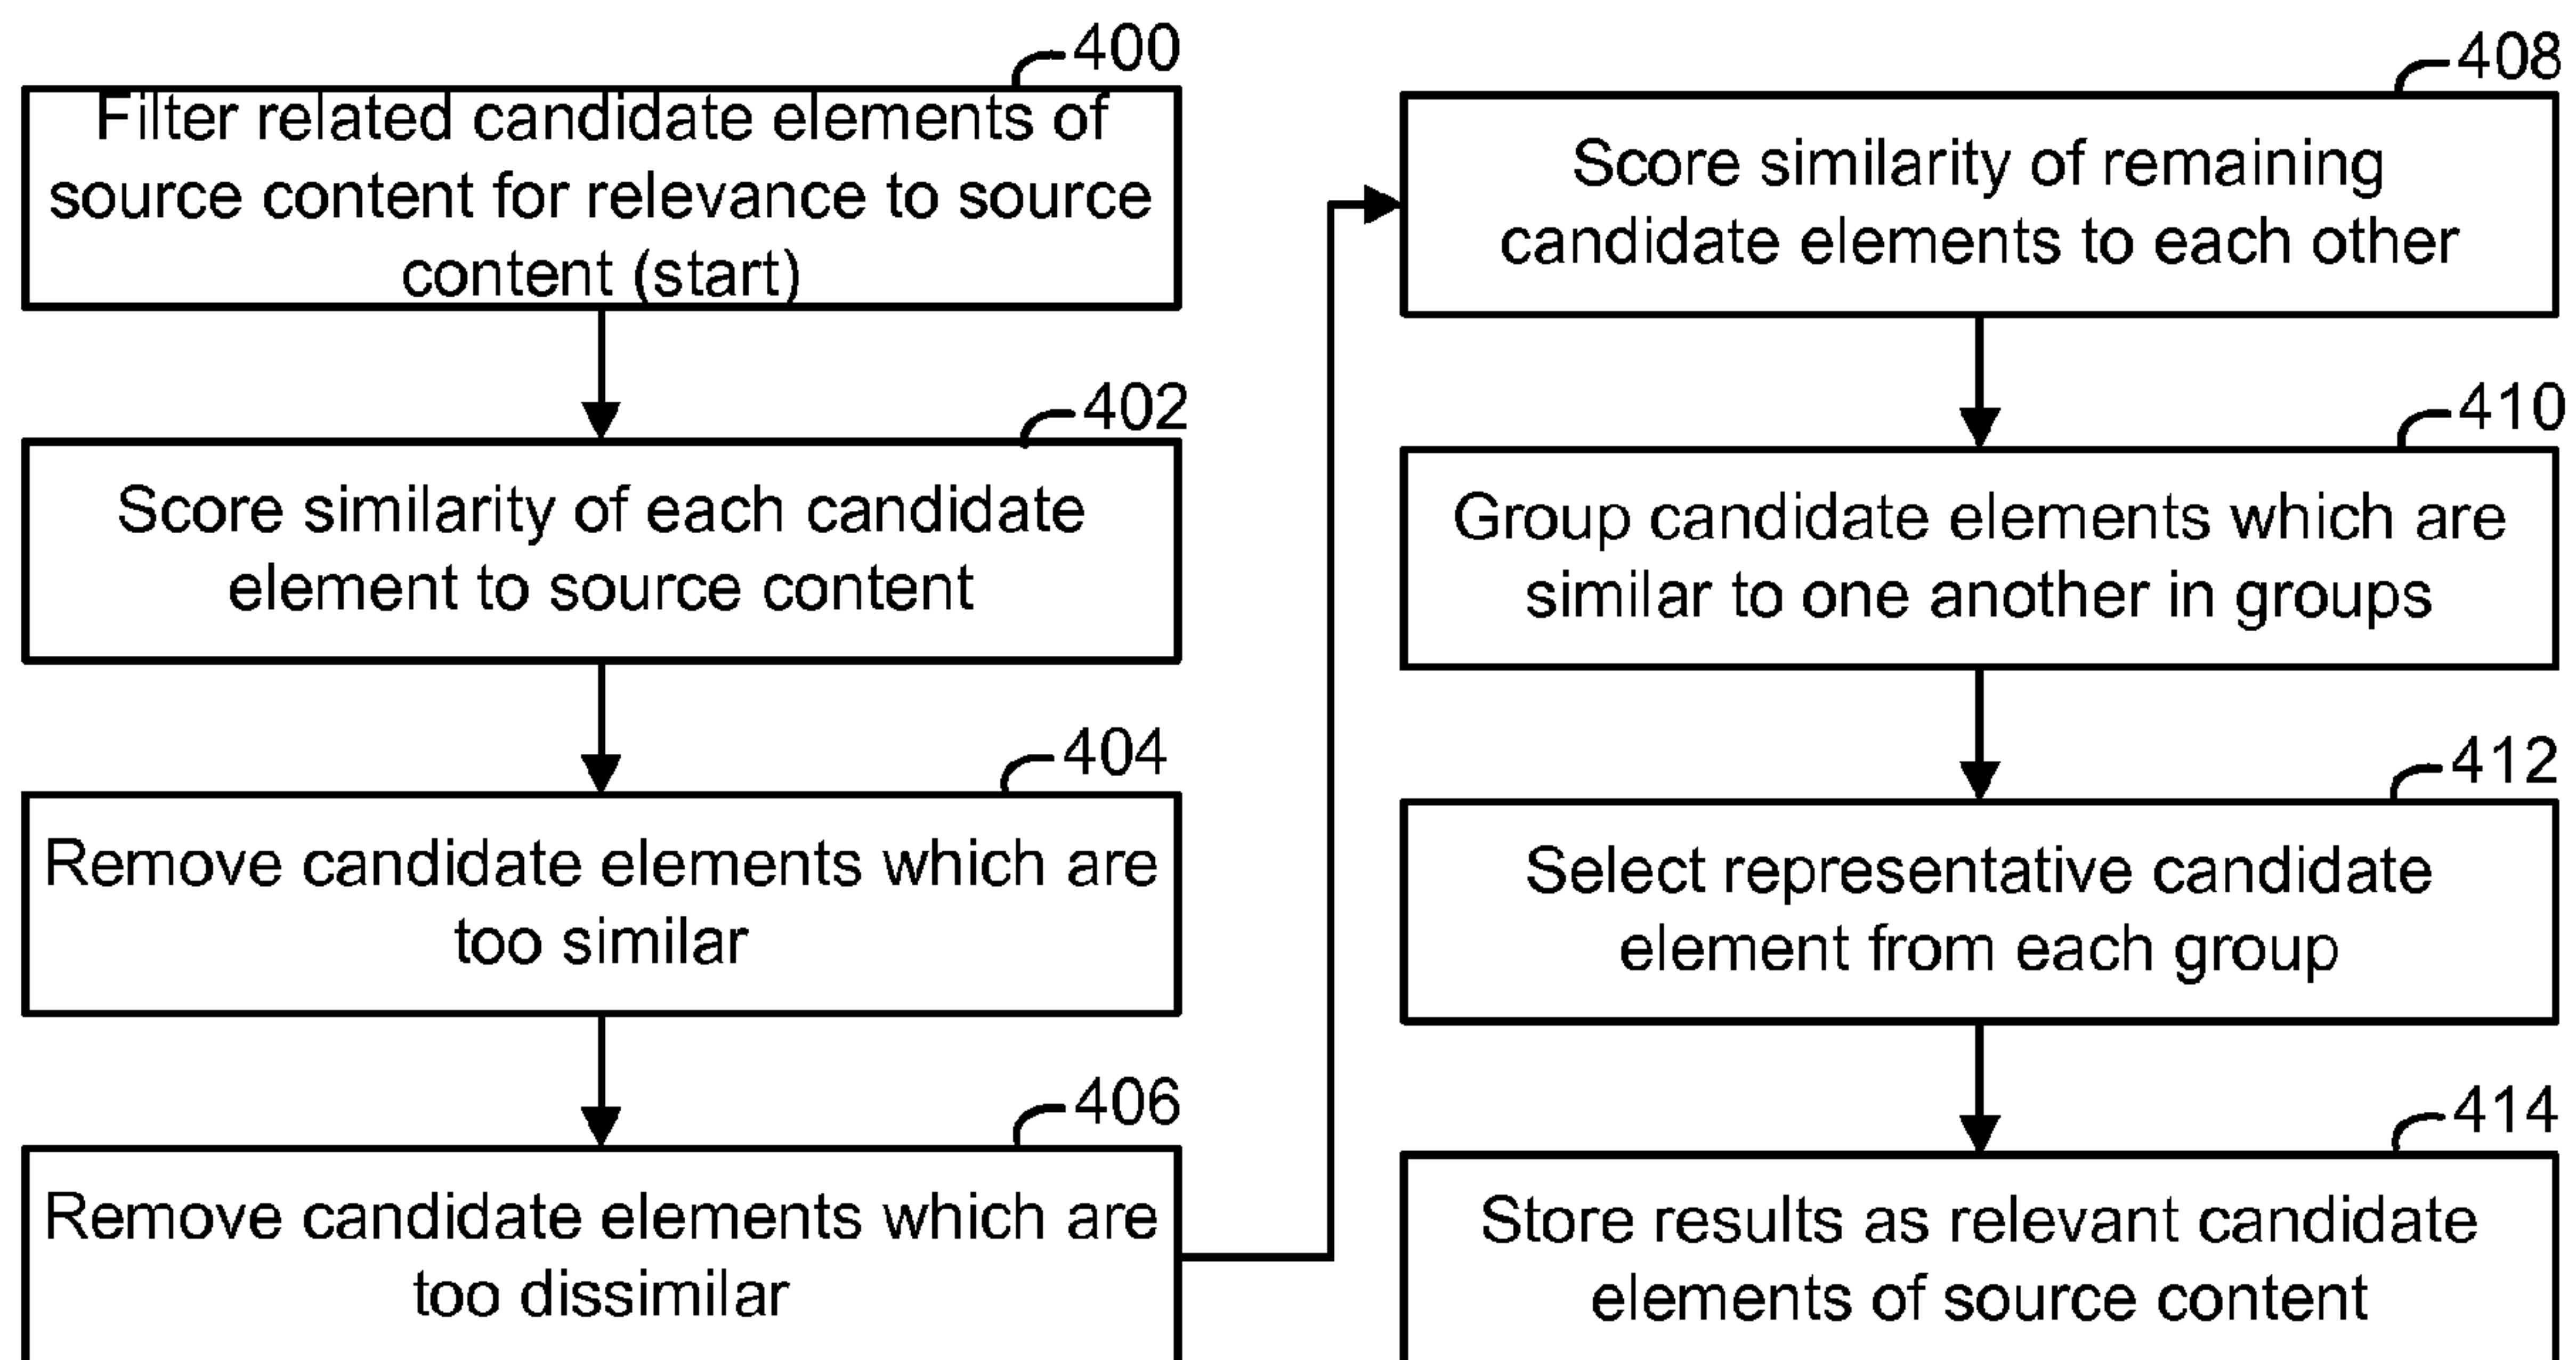 400
Filter related candidate elements of
source content for relevance to source
content (start)
402
Score similarity of each candidate
element to source content
404
Remove candidate elements which are
too similar
406
Remove candidate elements which are
too dissimilar
408
Score similarity of remaining
candidate elements to each other
410
Group candidate elements which are
similar to one another in groups
412
Select representative candidate
element from each group
414
Store results as relevant candidate
elements of source content